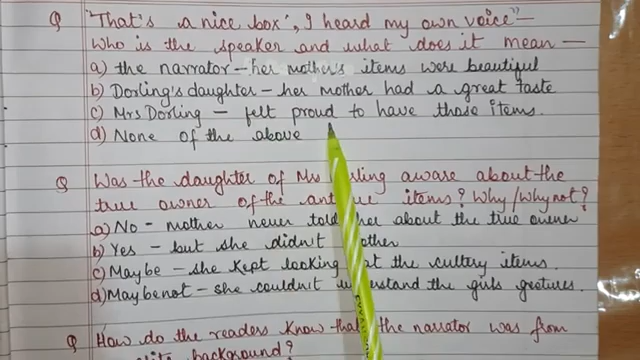 Q "That's a nice box", I heard my own voice"-
Who is the speaker and what does it mean -
a) the narrator - her mother's items were beautiful
b) Dorling's daughter - her mother had a great taste
c) Mrs Dorling - felt proud to have those items.
d) None of the above
Q Was the daughter of Mrs Dorling aware about the
true owner of the items? Why/Why not?
a) No - mother never told her about the true owner
b) Yes - but she didn't
c) Maybe - she kept looking at the cutlery items.
d) Maybe not - she couldn't understand the girls gestures.
Q How do the readers know that the narrator was from
background?